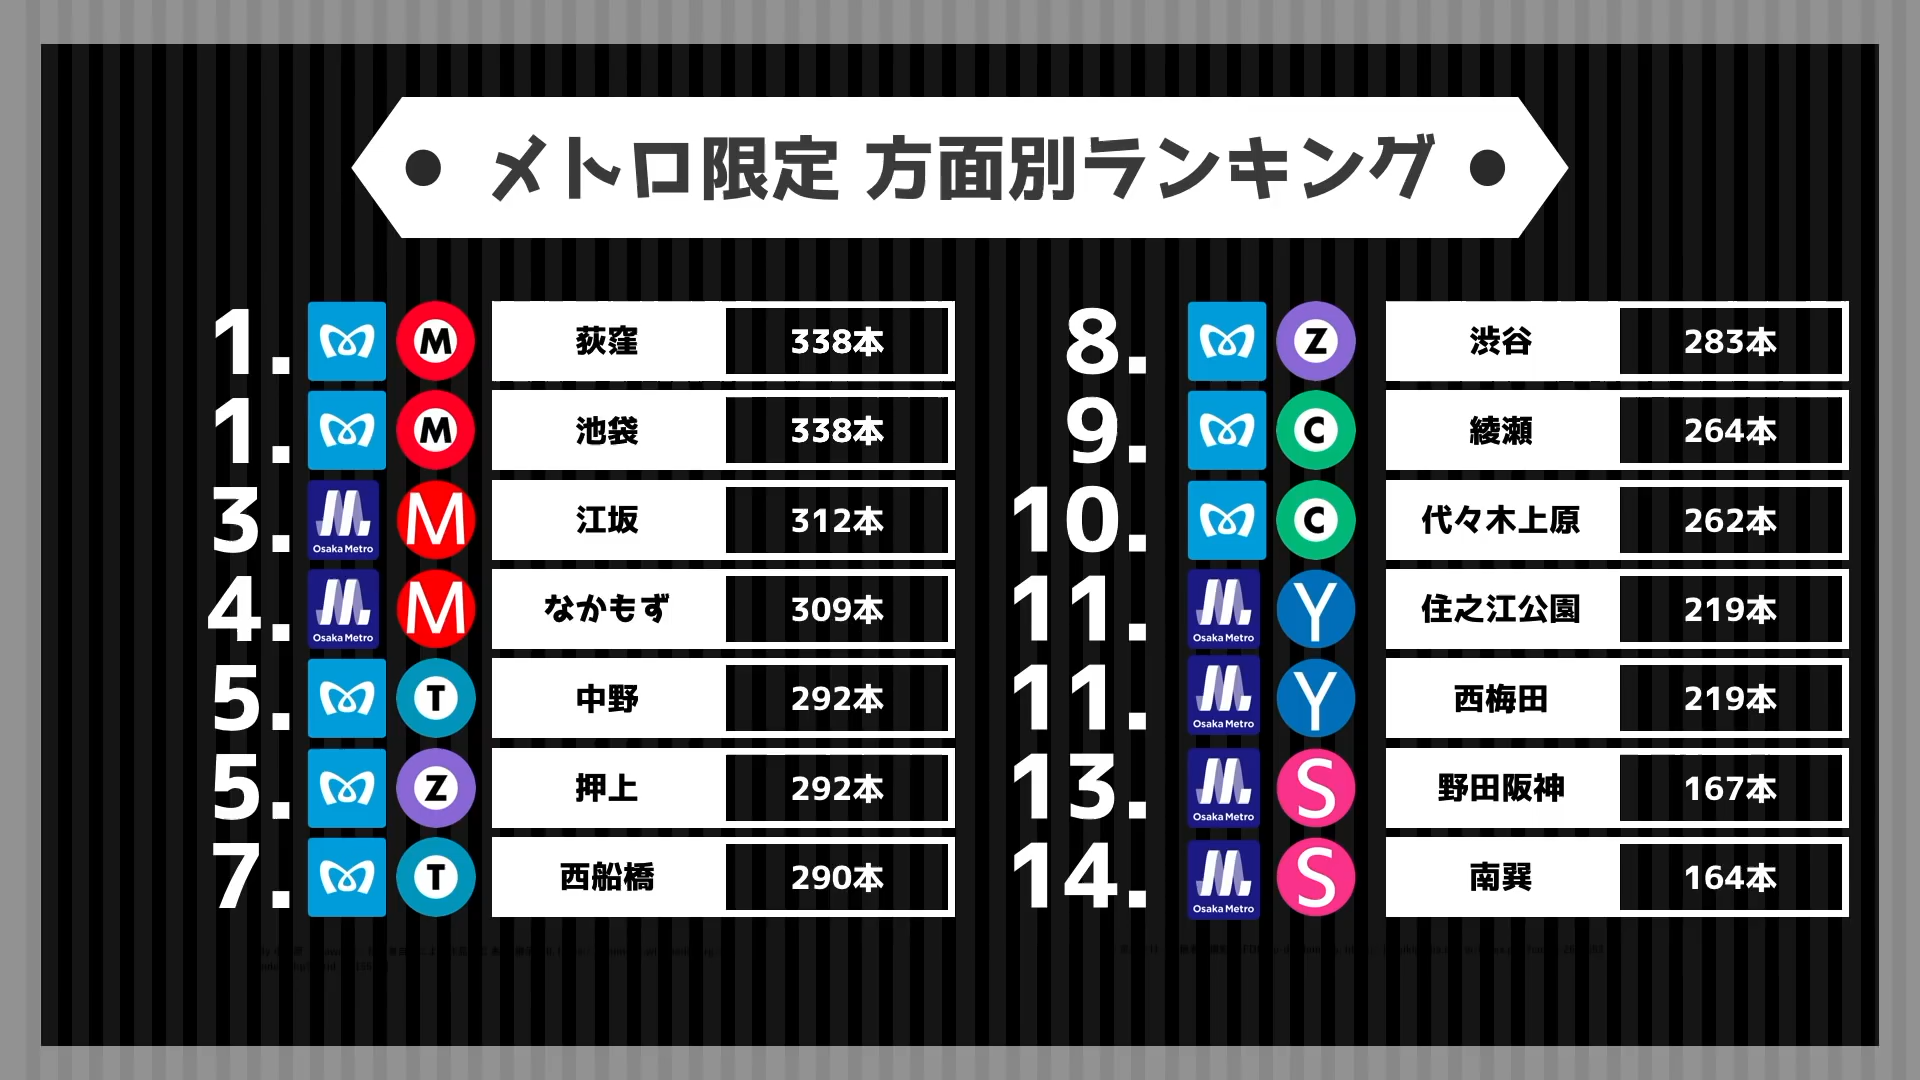 メトロ限定 方面別ランキング
1. M 荻窪 338本
1. M 池袋 338本
3. Osaka Metro M 江坂 312本
4. Osaka Metro M なかもず 309本
5. T 中野 292本
5. Z 押上 292本
7. T 西船橋 290本
8. Z 渋谷 283本
9. C 綾瀬 264本
10. C 代々木上原 262本
11. Osaka Metro Y 住之江公園 219本
11. Osaka Metro Y 西梅田 219本
13. Osaka Metro S 野田阪神 167本
14. Osaka Metro S 南巽 164本